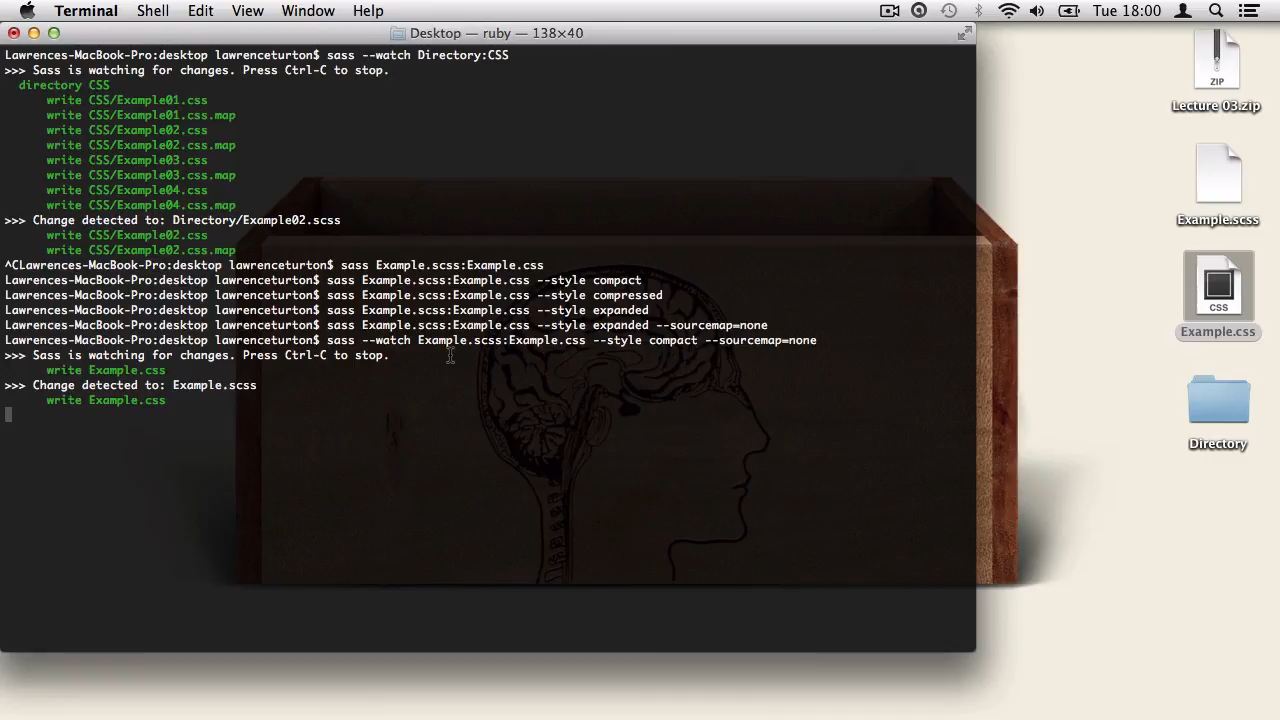 Terminal Shell Edit View Window Help Tue 18:00
Desktop — ruby — 138×40
Lawrences-MacBook-Pro:desktop lawrenceturton$ sass --watch Directory:CSS
>>> Sass is watching for changes. Press Ctrl-C to stop.
directory CSS
write CSS/Example01.css
write CSS/Example01.css.map
write CSS/Example02.css
write CSS/Example02.css.map
write CSS/Example03.css
write CSS/Example03.css.map
write CSS/Example04.css
write CSS/Example04.css.map
>>> Change detected to: Directory/Example02.scss
write CSS/Example02.css
write CSS/Example02.css.map
^CLawrences-MacBook-Pro:desktop lawrenceturton$ sass Example.scss:Example.css
Lawrences-MacBook-Pro:desktop lawrenceturton$ sass Example.scss:Example.css --style compact
Lawrences-MacBook-Pro:desktop lawrenceturton$ sass Example.scss:Example.css --style compressed
Lawrences-MacBook-Pro:desktop lawrenceturton$ sass Example.scss:Example.css --style expanded
Lawrences-MacBook-Pro:desktop lawrenceturton$ sass Example.scss:Example.css --style expanded --sourcemap=none
Lawrences-MacBook-Pro:desktop lawrenceturton$ sass --watch Example.scss:Example.css --style compact --sourcemap=none
>>> Sass is watching for changes. Press Ctrl-C to stop.
write Example.css
>>> Change detected to: Example.scss
write Example.css
ZIP
Lecture 03.zip
Example.scss
CSS
Example.css
Directory